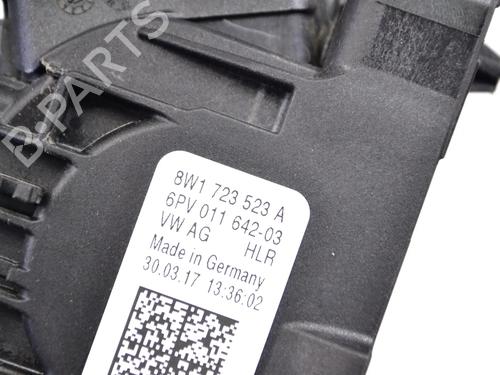 B-PARTS
8W1 723 523 A
6PV 011 642-03
VW AG HLR
Made in Germany
30.03.17 13:36:02